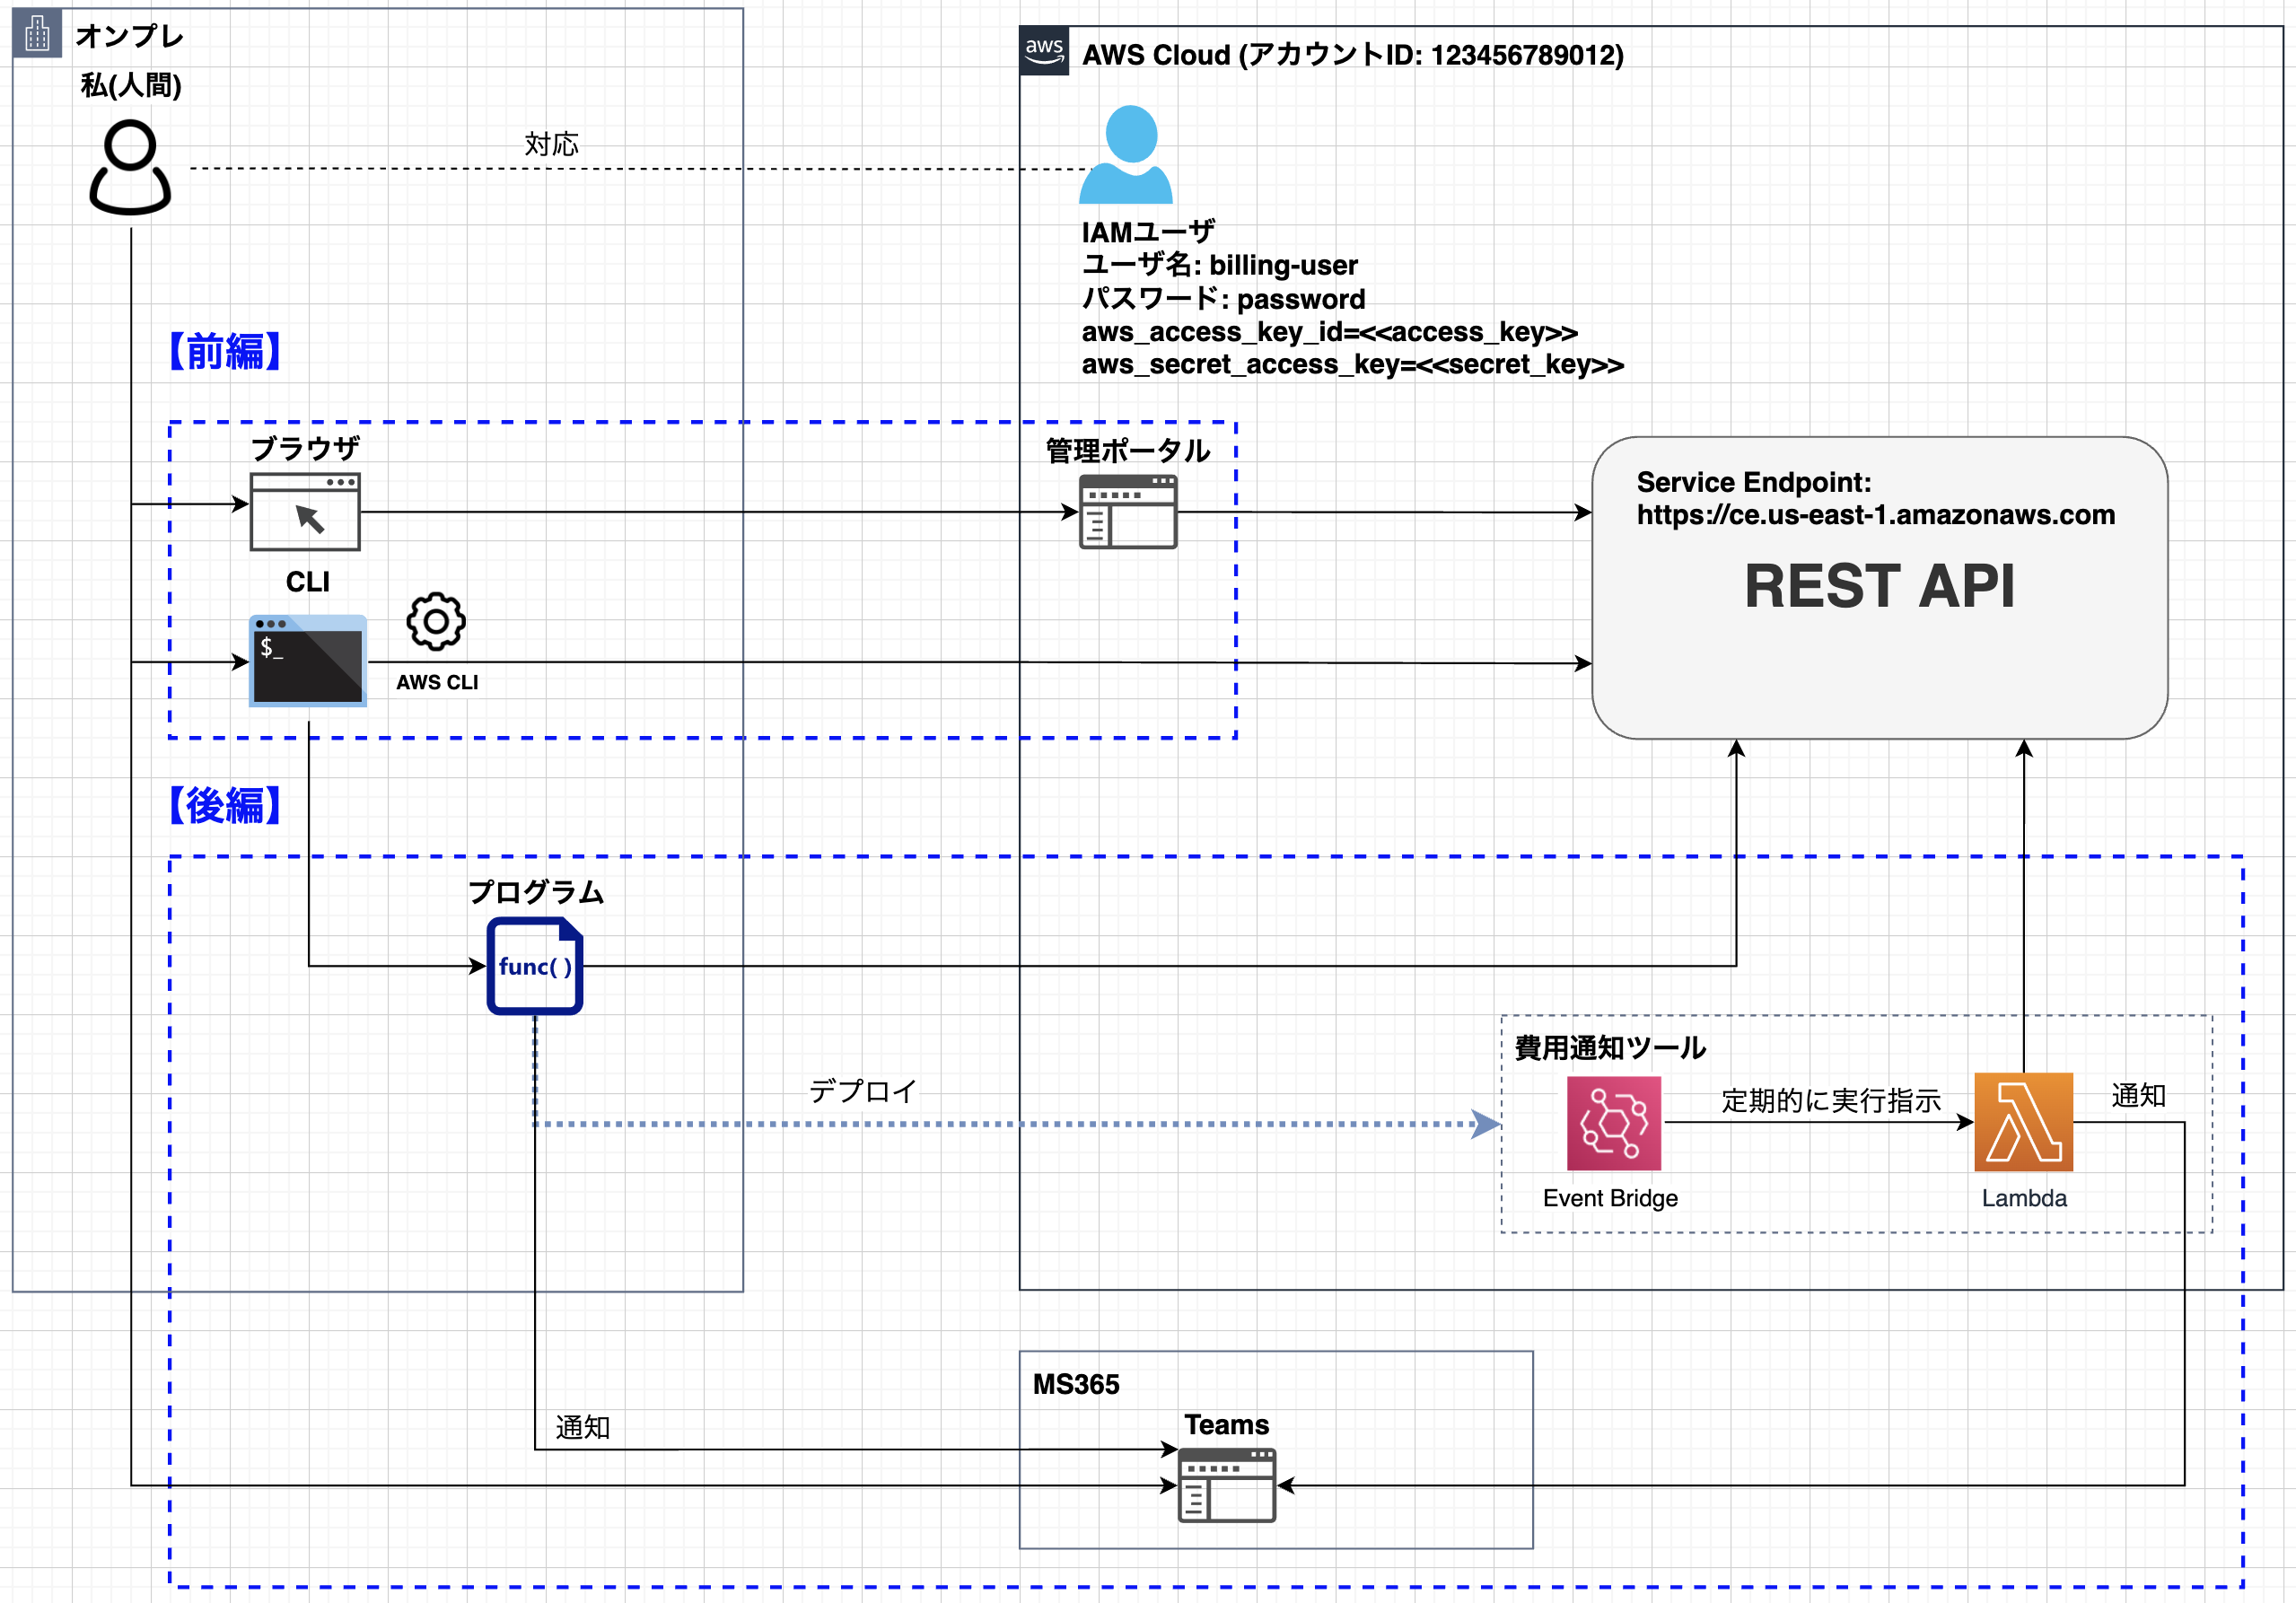 オンプレ
私(人間)
対応
aws
AWS Cloud (アカウントID: 123456789012)
IAMユーザ
ユーザ名: billing-user
パスワード: password
aws_access_key_id=<<access_key>>
aws_secret_access_key=<<secret_key>>
【前編】
ブラウザ
管理ポータル
CLI
$_
AWS CLI
Service Endpoint:
https://ce.us-east-1.amazonaws.com
REST API
【後編】
プログラム
func( )
デプロイ
費用通知ツール
定期的に実行指示
通知
Event Bridge
Lambda
MS365
Teams
通知